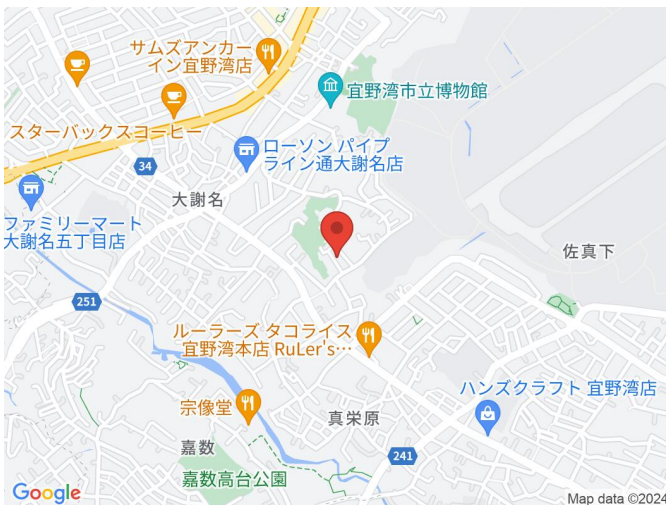 サムズアンカー
イン宜野湾店
宜野湾市立博物館
スターバックスコーヒー
ローソン パイプ
ライン通大謝名店
34
大謝名
ファミリーマート
大謝名五丁目店
佐真下
251
ルーラーズ タコライス
宜野湾本店 RuLer's…
ハンズクラフト 宜野湾店
宗像堂
真栄原
嘉数
241
嘉数高台公園
Google
Map data ©2024